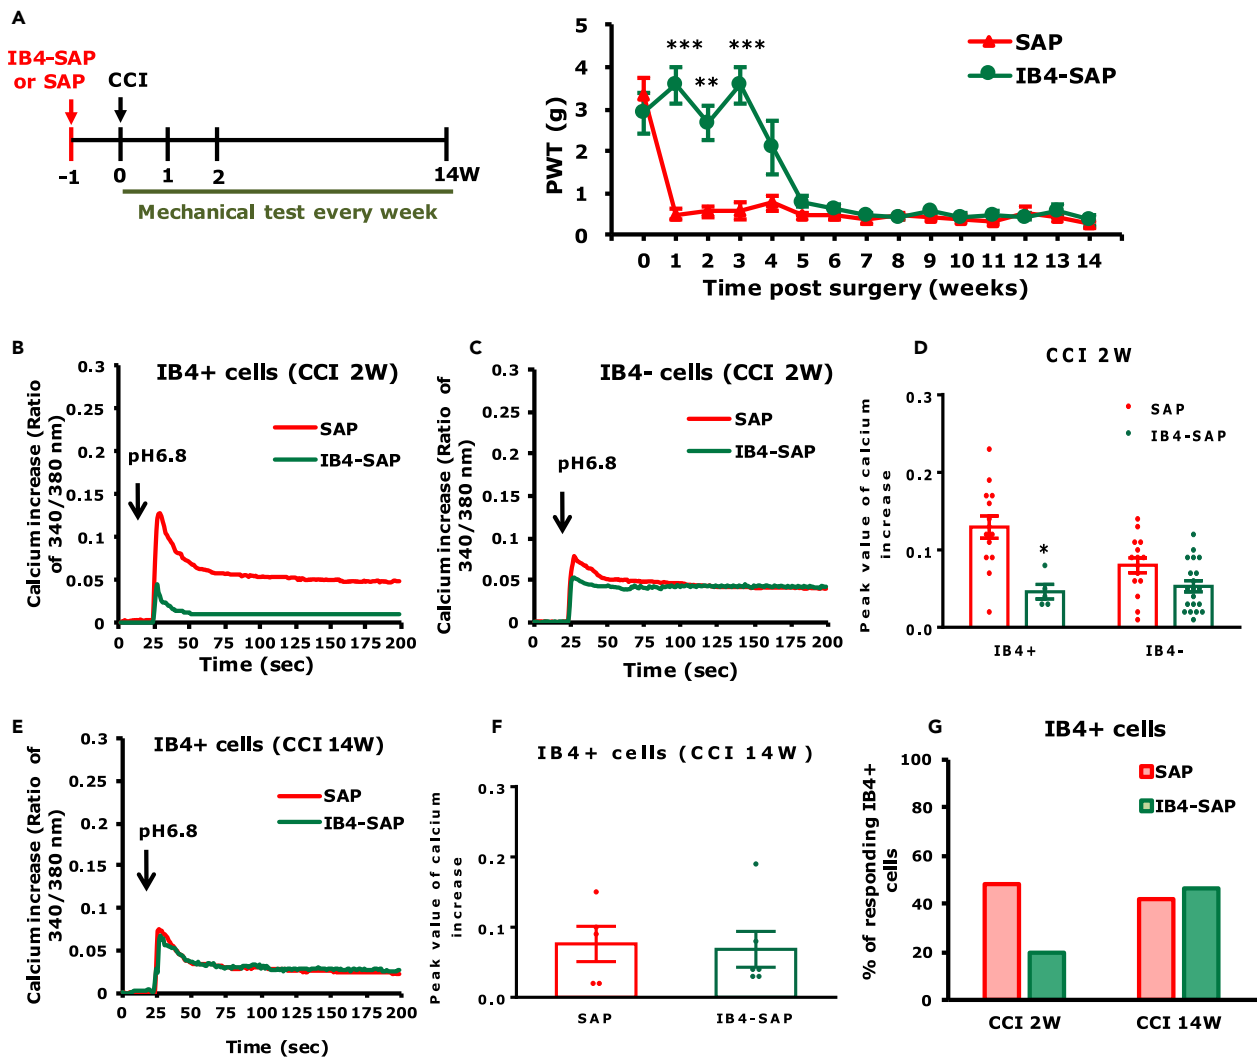 A
IB4-SAP
or SAP
CCI
-1
0
1
2
14W
Mechanical test every week
PWT (g)
5
4
3
2
1
0
***
**
***
SAP
IB4-SAP
0 1 2 3 4 5 6 7 8 9 10 11 12 13 14
Time post surgery (weeks)
B
IB4+ cells (CCI 2W)
Calcium increase (Ratio
of 340/380 nm)
0.3
0.25
0.2
0.15
0.1
0.05
0
SAP
IB4-SAP
pH6.8
0 25 50 75 100 125 150 175 200
Time (sec)
C
IB4- cells (CCI 2W)
Calcium increase (Ratio of
340/380 nm)
0.3
0.25
0.2
0.15
0.1
0.05
0
SAP
IB4-SAP
pH6.8
0 25 50 75 100 125 150 175 200
Time (sec)
D
CCI 2W
Peak value of calcium
increase
0.3
0.2
0.1
0.0
SAP
IB4-SAP
*
IB4+
IB4-
E
IB4+ cells (CCI 14W)
Calcium increase (Ratio of
340/380 nm)
0.3
0.25
0.2
0.15
0.1
0.05
0
SAP
IB4-SAP
pH6.8
0 25 50 75 100 125 150 175 200
Time (sec)
F
IB4+ cells (CCI 14W)
Peak value of calcium
increase
0.3
0.2
0.1
0.0
SAP
IB4-SAP
G
IB4+ cells
% of responding IB4+
cells
100
80
60
40
20
0
SAP
IB4-SAP
CCI 2W
CCI 14W